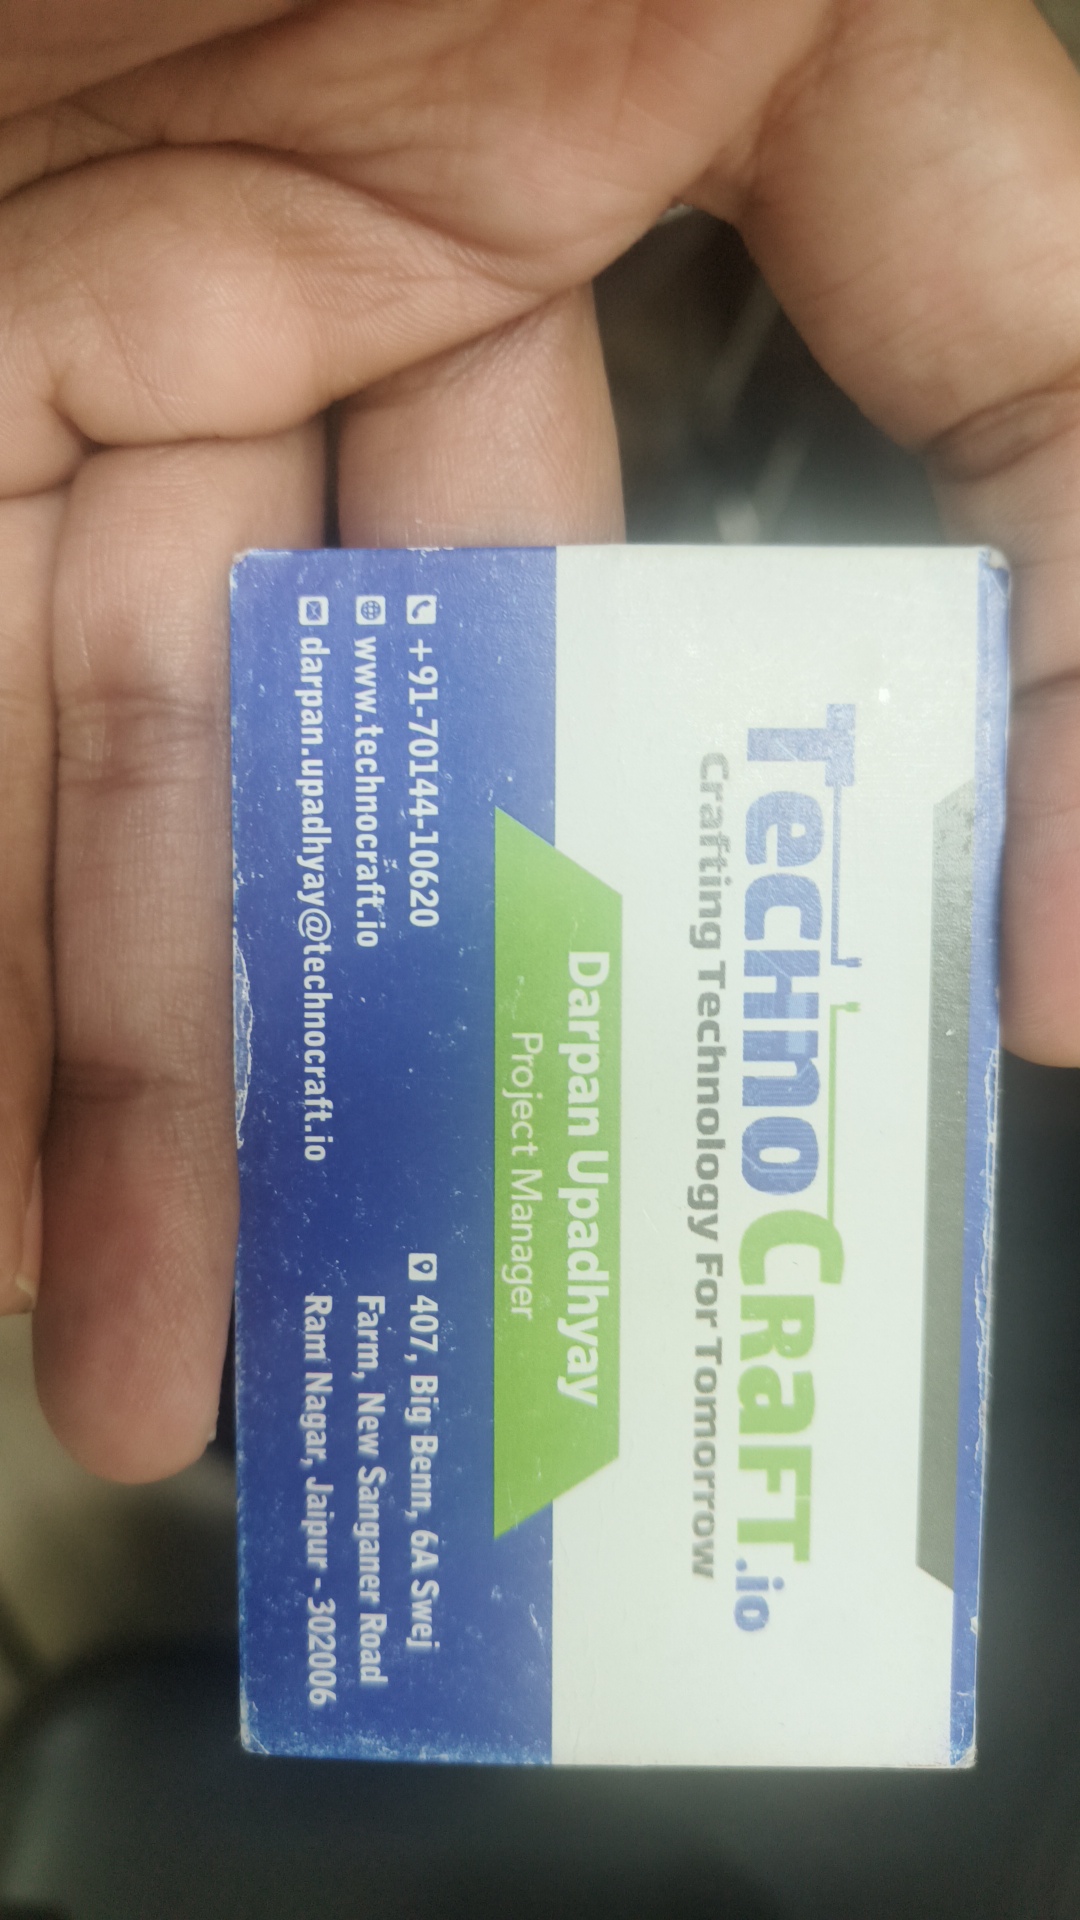 TechnoCraft.io
Crafting Technology For Tomorrow
Darpan Upadhyay
Project Manager
+91-70144-10620
www.technocraft.io
darpan.upadhyay@technocraft.io
407, Big Benn, 6A Swej
Farm, New Sanganer Road
Ram Nagar, Jaipur - 302006